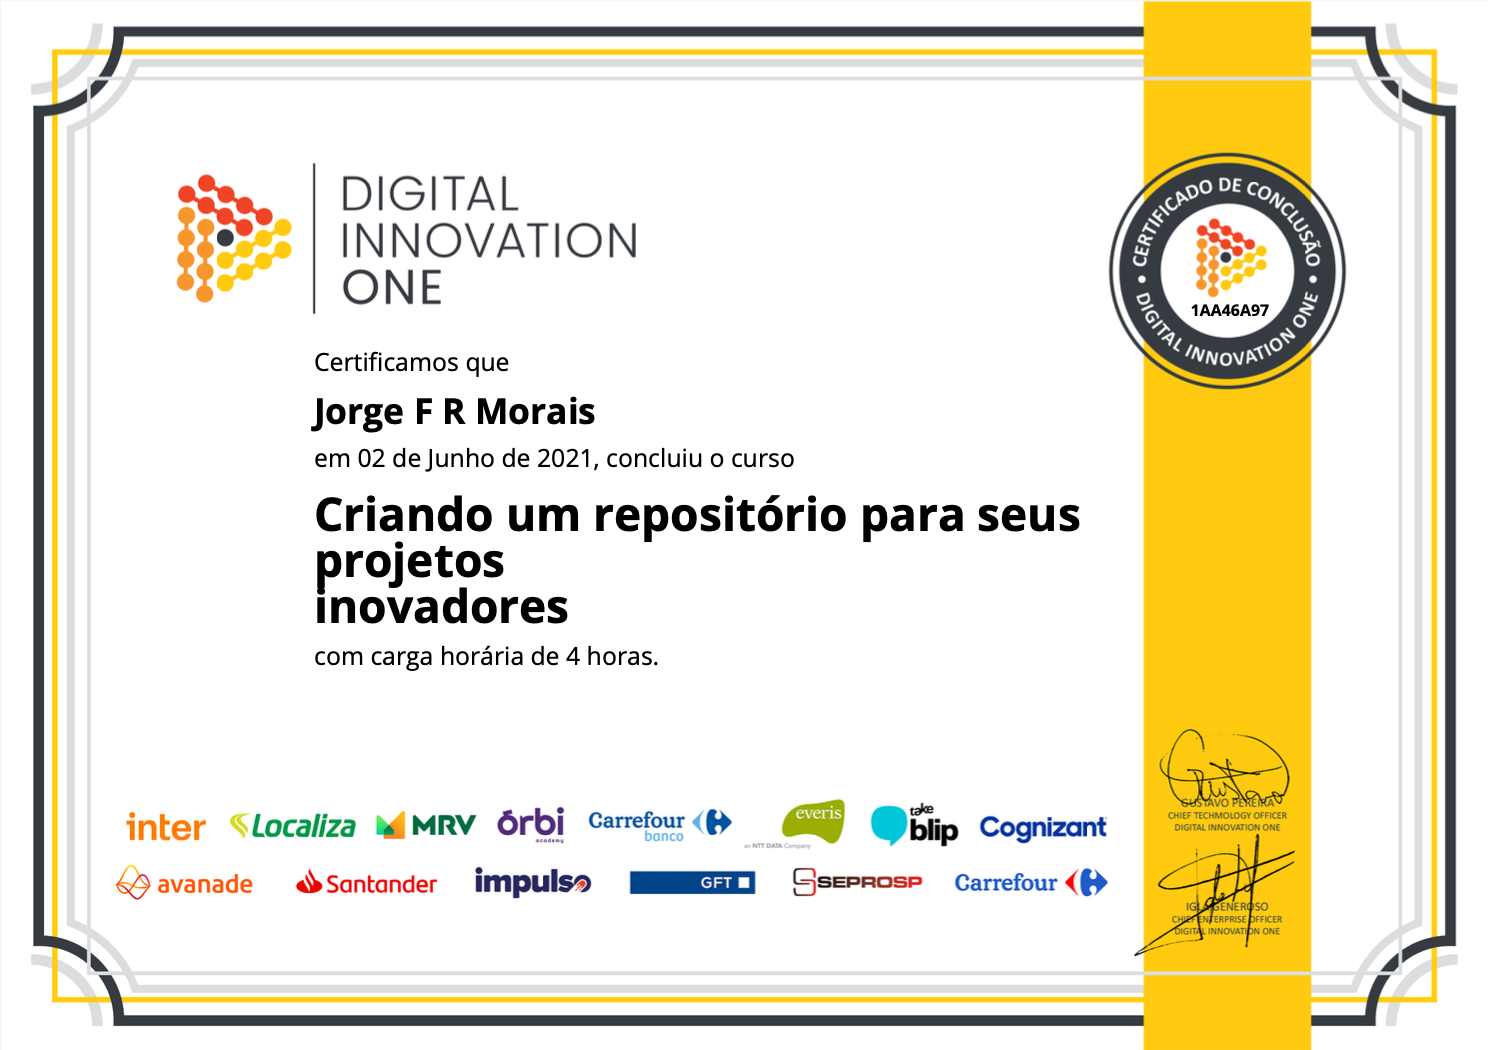 DIGITAL
INNOVATION
ONE
CERTIFICADO DE CONCLUSÃO
1AA46A97
DIGITAL INNOVATION ONE
Certificamos que
Jorge F R Morais
em 02 de Junho de 2021, concluiu o curso
Criando um repositório para seus
projetos
inovadores
com carga horária de 4 horas.
GUSTAVO PEREIRA
CHIEF TECHNOLOGY OFFICER
DIGITAL INNOVATION ONE
inter
Localiza
MRV
órbi
academy
Carrefour
banco
everis
an NTT DATA Company
take
blip
Cognizant
avanade
Santander
impulso
GFT
SEPROSP
Carrefour
IGLA GENEROSO
CHIEF ENTERPRISE OFFICER
DIGITAL INNOVATION ONE